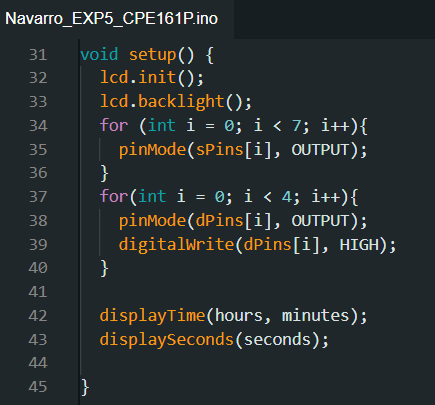 Navarro_EXP5_CPE161P.ino
31 void setup() {
32   lcd.init();
33   lcd.backlight();
34   for (int i = 0; i < 7; i++){
35     pinMode(sPins[i], OUTPUT);
36   }
37   for(int i = 0; i < 4; i++){
38     pinMode(dPins[i], OUTPUT);
39     digitalWrite(dPins[i], HIGH);
40   }
41
42   displayTime(hours, minutes);
43   displaySeconds(seconds);
44
45 }